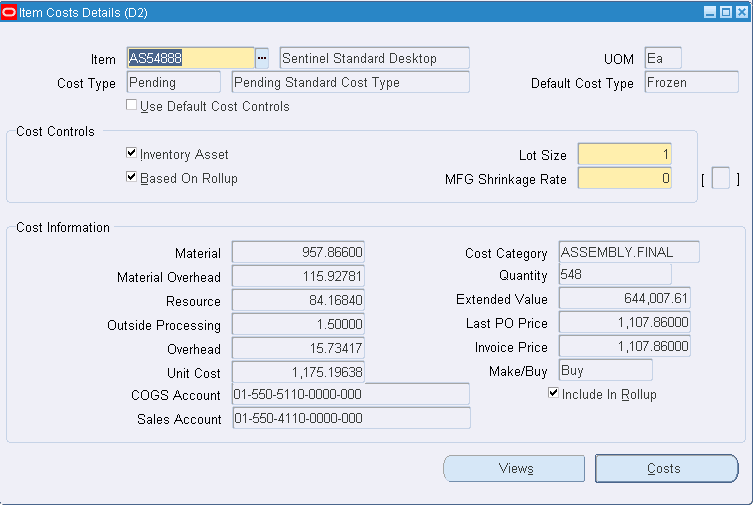 Item Costs Details (D2)
Item AS54888 ... Sentinel Standard Desktop UOM Ea
Cost Type Pending Pending Standard Cost Type Default Cost Type Frozen
Use Default Cost Controls
Cost Controls
Inventory Asset Lot Size 1
Based On Rollup MFG Shrinkage Rate 0 [ ]
Cost Information
Material 957.86600 Cost Category ASSEMBLY.FINAL
Material Overhead 115.92781 Quantity 548
Resource 84.16840 Extended Value 644,007.61
Outside Processing 1.50000 Last PO Price 1,107.86000
Overhead 15.73417 Invoice Price 1,107.86000
Unit Cost 1,175.19638 Make/Buy Buy
COGS Account 01-550-5110-0000-000 Include In Rollup
Sales Account 01-550-4110-0000-000
Views Costs